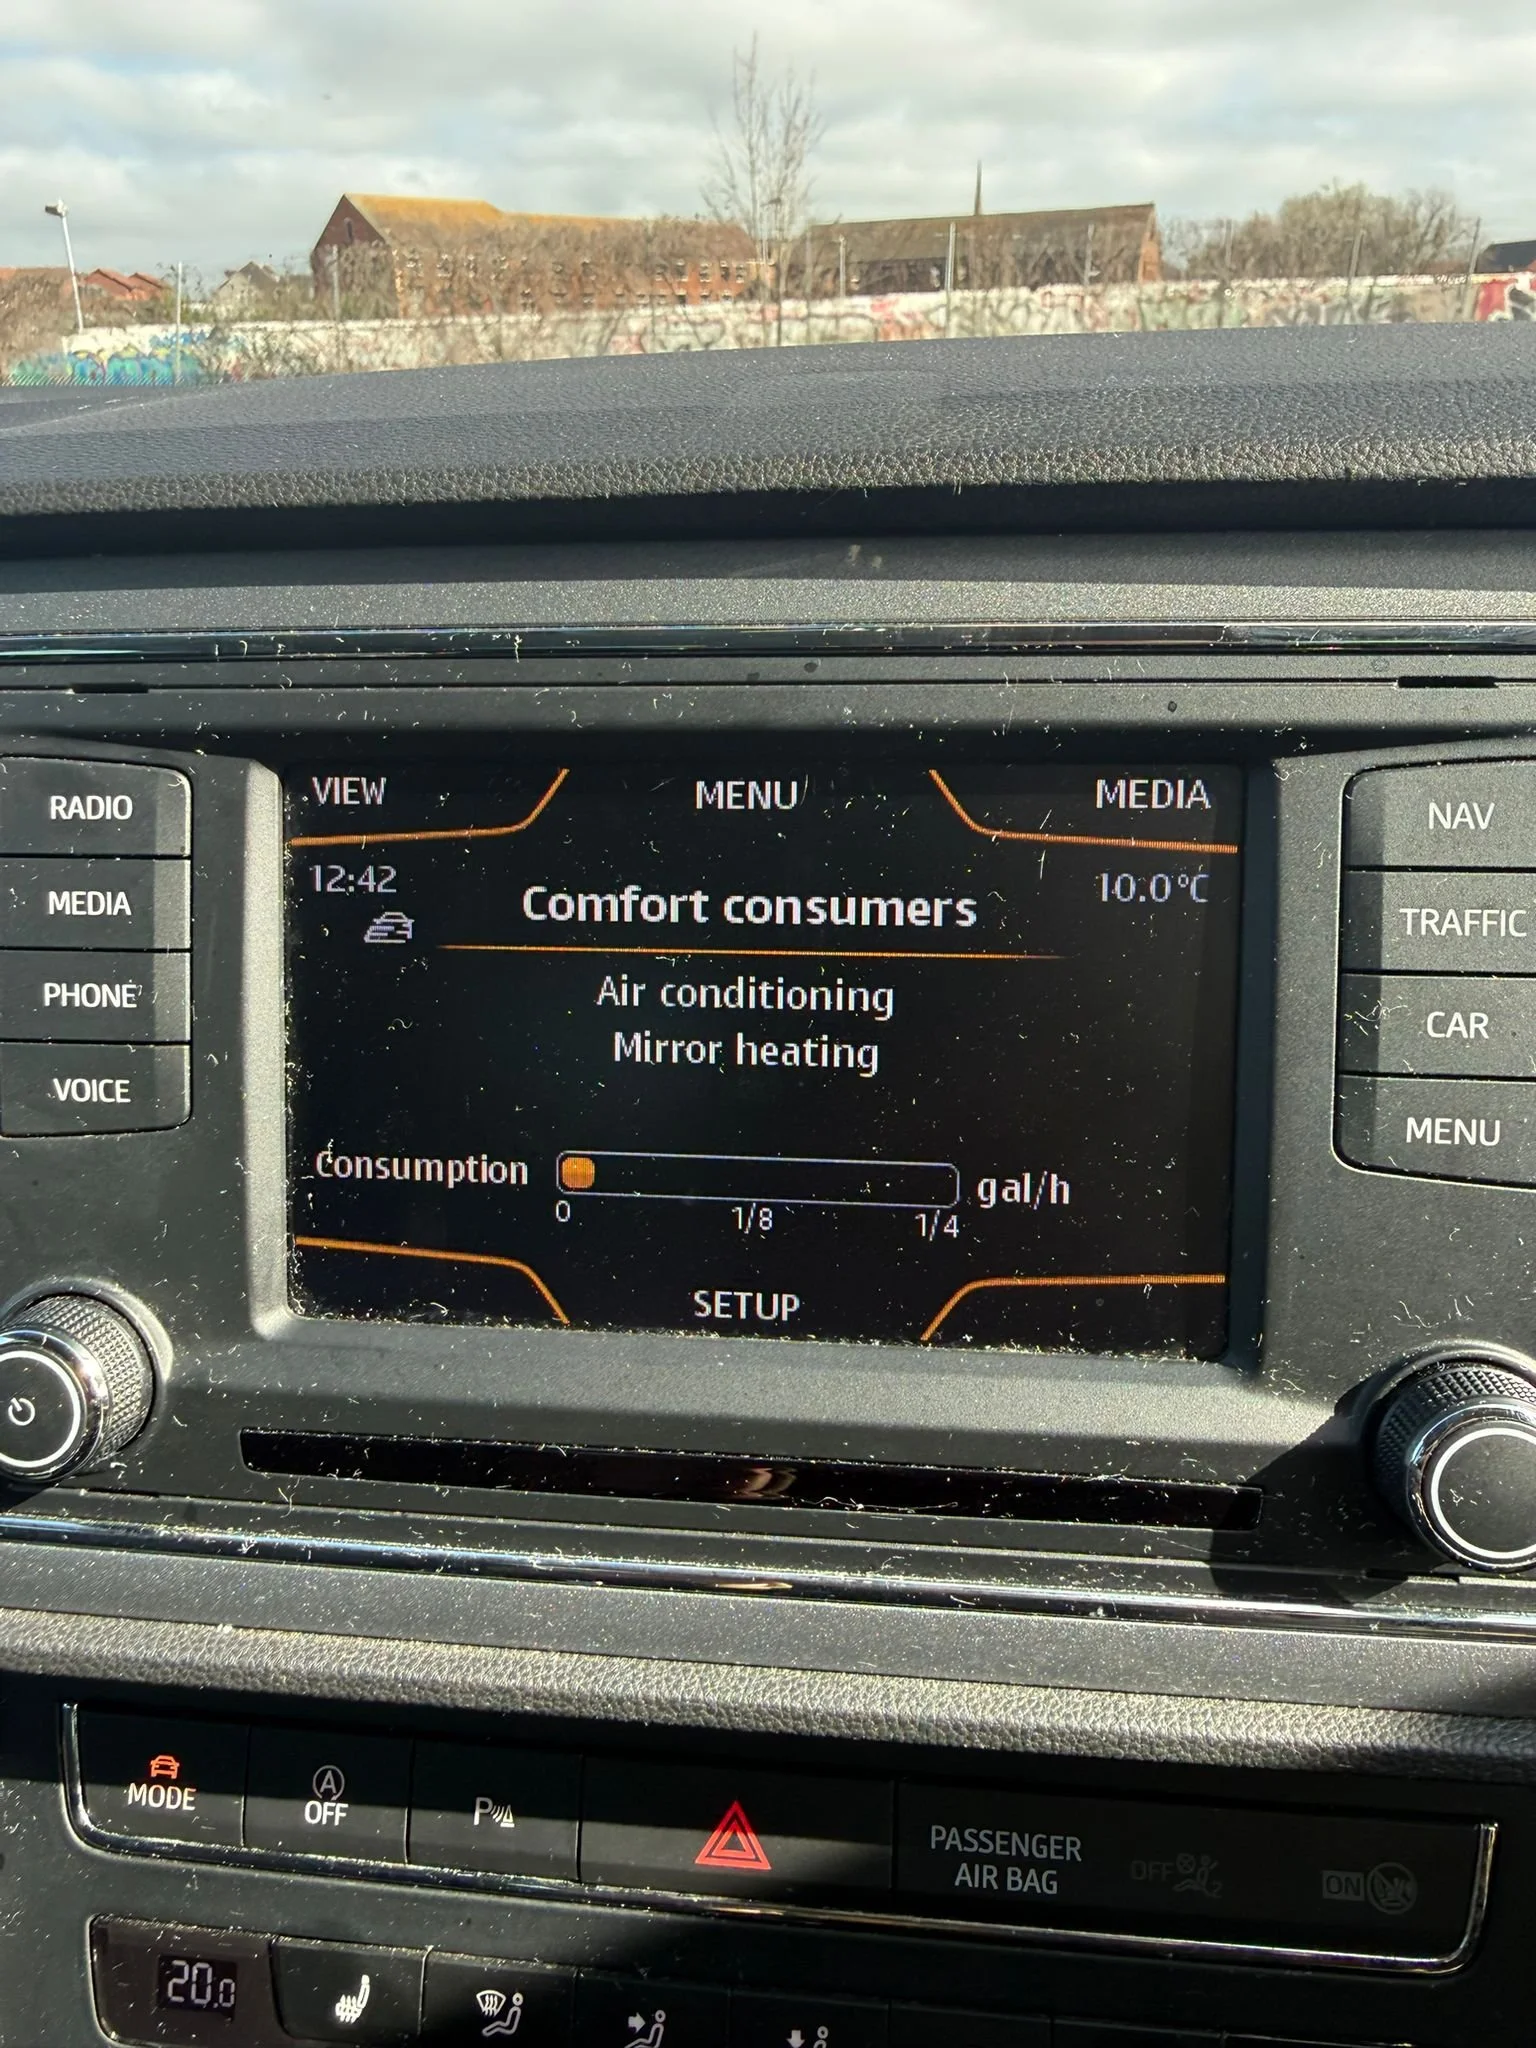 VIEW MENU MEDIA
12:42 10.0°C
Comfort consumers
Air conditioning
Mirror heating
Consumption gal/h
0 1/8 1/4
SETUP
RADIO
MEDIA
PHONE
VOICE
NAV
TRAFFIC
CAR
MENU
MODE
A
OFF
P
PASSENGER
AIR BAG
OFF
ON
20.0